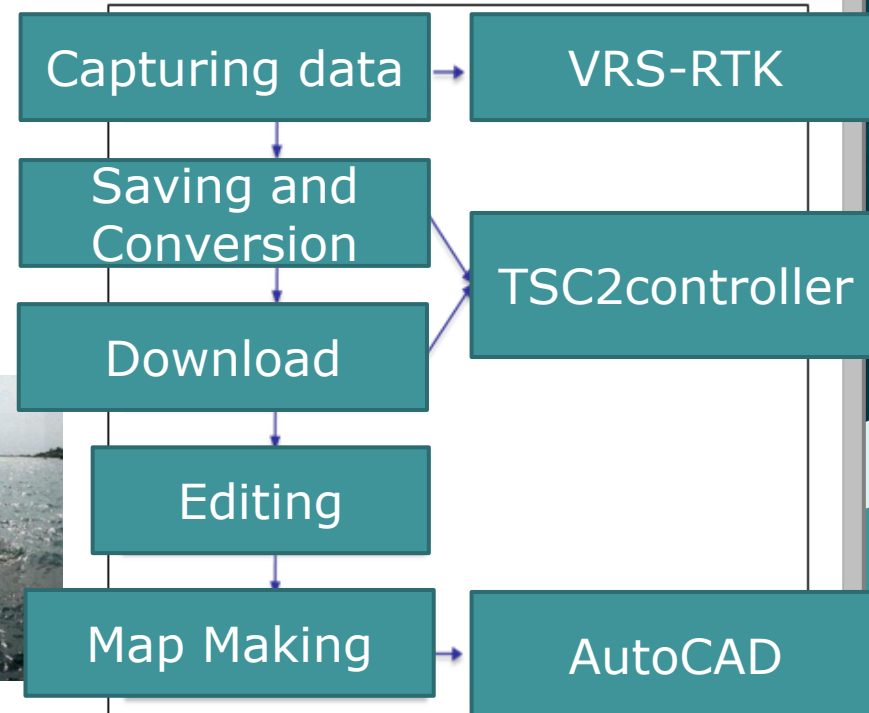 Capturing data
VRS-RTK
Saving and
Conversion
TSC2controller
Download
Editing
Map Making
AutoCAD